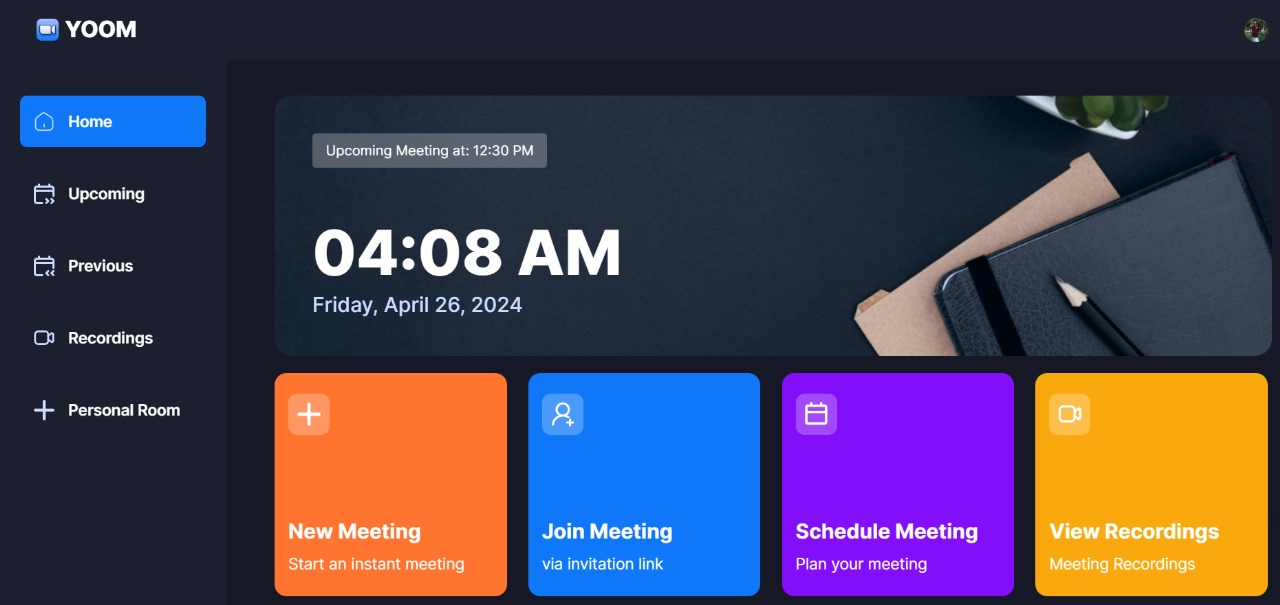 YOOM
Home
Upcoming
Previous
Recordings
Personal Room
Upcoming Meeting at: 12:30 PM
04:08 AM
Friday, April 26, 2024
New Meeting
Start an instant meeting
Join Meeting
via invitation link
Schedule Meeting
Plan your meeting
View Recordings
Meeting Recordings